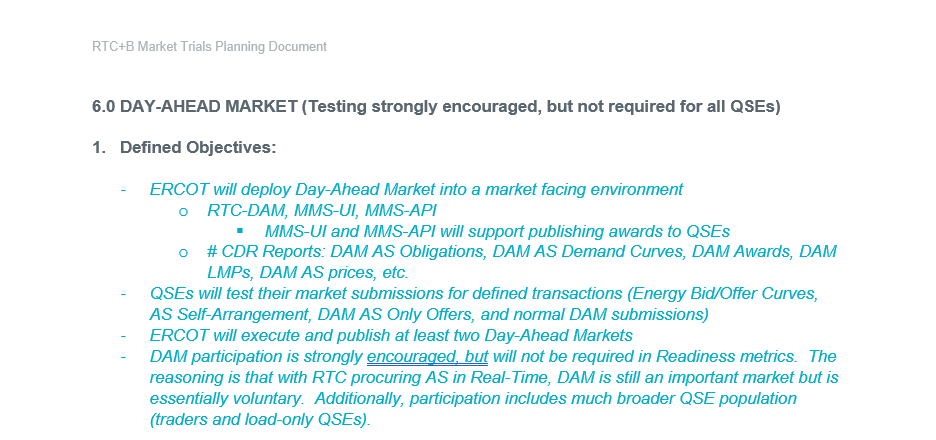 RTC+B Market Trials Planning Document
6.0 DAY-AHEAD MARKET (Testing strongly encouraged, but not required for all QSEs)
1. Defined Objectives:
- ERCOT will deploy Day-Ahead Market into a market facing environment
o RTC-DAM, MMS-UI, MMS-API
▪ MMS-UI and MMS-API will support publishing awards to QSEs
o # CDR Reports: DAM AS Obligations, DAM AS Demand Curves, DAM Awards, DAM
LMPs, DAM AS prices, etc.
- QSEs will test their market submissions for defined transactions (Energy Bid/Offer Curves,
AS Self-Arrangement, DAM AS Only Offers, and normal DAM submissions)
- ERCOT will execute and publish at least two Day-Ahead Markets
- DAM participation is strongly encouraged, but will not be required in Readiness metrics. The
reasoning is that with RTC procuring AS in Real-Time, DAM is still an important market but is
essentially voluntary. Additionally, participation includes much broader QSE population
(traders and load-only QSEs).